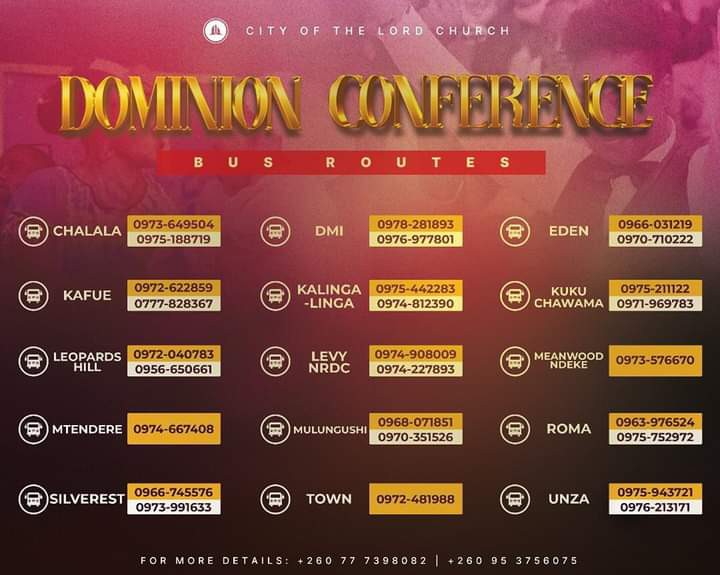 CITY OF THE LORD CHURCH
DOMINION CONFERENCE
BUS ROUTES
CHALALA
0973-649504
0975-188719
DMI
0978-281893
0976-977801
EDEN
0966-031219
0970-710222
KAFUE
0972-622859
0777-828367
KALINGA
-LINGA
0975-442283
0974-812390
KUKU
CHAWAMA
0975-211122
0971-969783
LEOPARDS
HILL
0972-040783
0956-650661
LEVY
NRDC
0974-908009
0974-227893
MEANWOOD
NDEKE
0973-576670
MTENDERE
0974-667408
MULUNGUSHI
0968-071851
0970-351526
ROMA
0963-976524
0975-752972
SILVEREST
0966-745576
0973-991633
TOWN
0972-481988
UNZA
0975-943721
0976-213171
FOR MORE DETAILS: +260 77 7398082 | +260 95 3756075